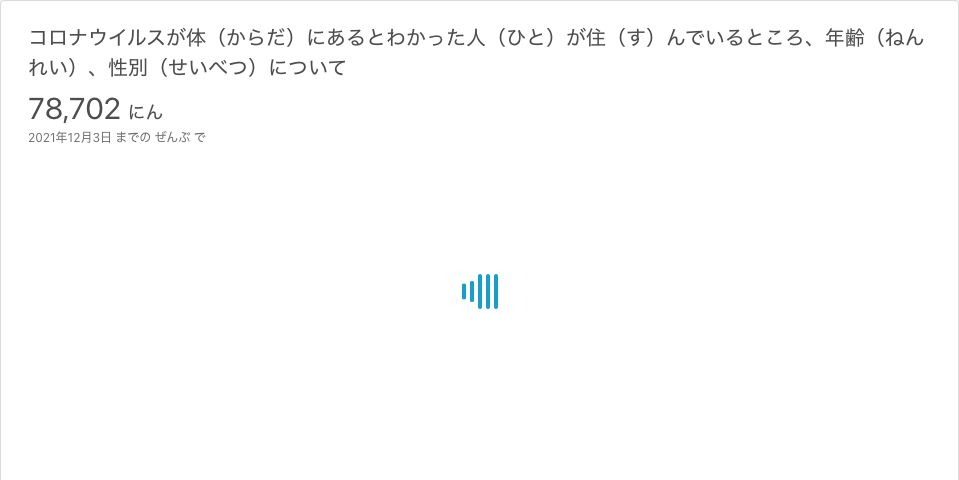 コロナウイルスが体（からだ）にあるとわかった人（ひと）が住（す）んでいるところ、年齢（ねん
れい）、性別（せいべつ）について
78,702 にん
2021年12月3日 までの ぜんぶ で